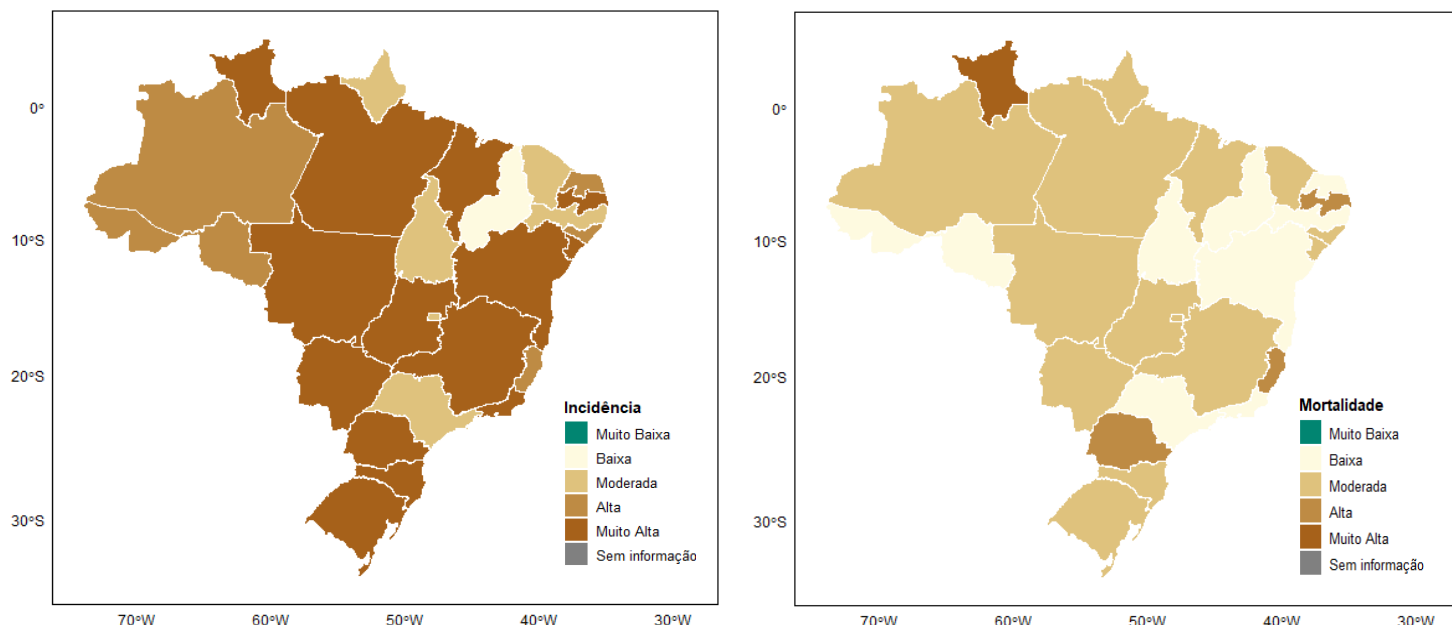 0°
10°S
20°S
30°S
70°W
60°W
50°W
40°W
30°W
Incidência
Muito Baixa
Baixa
Moderada
Alta
Muito Alta
Sem informação
0°
10°S
20°S
30°S
70°W
60°W
50°W
40°W
30°W
Mortalidade
Muito Baixa
Baixa
Moderada
Alta
Muito Alta
Sem informação